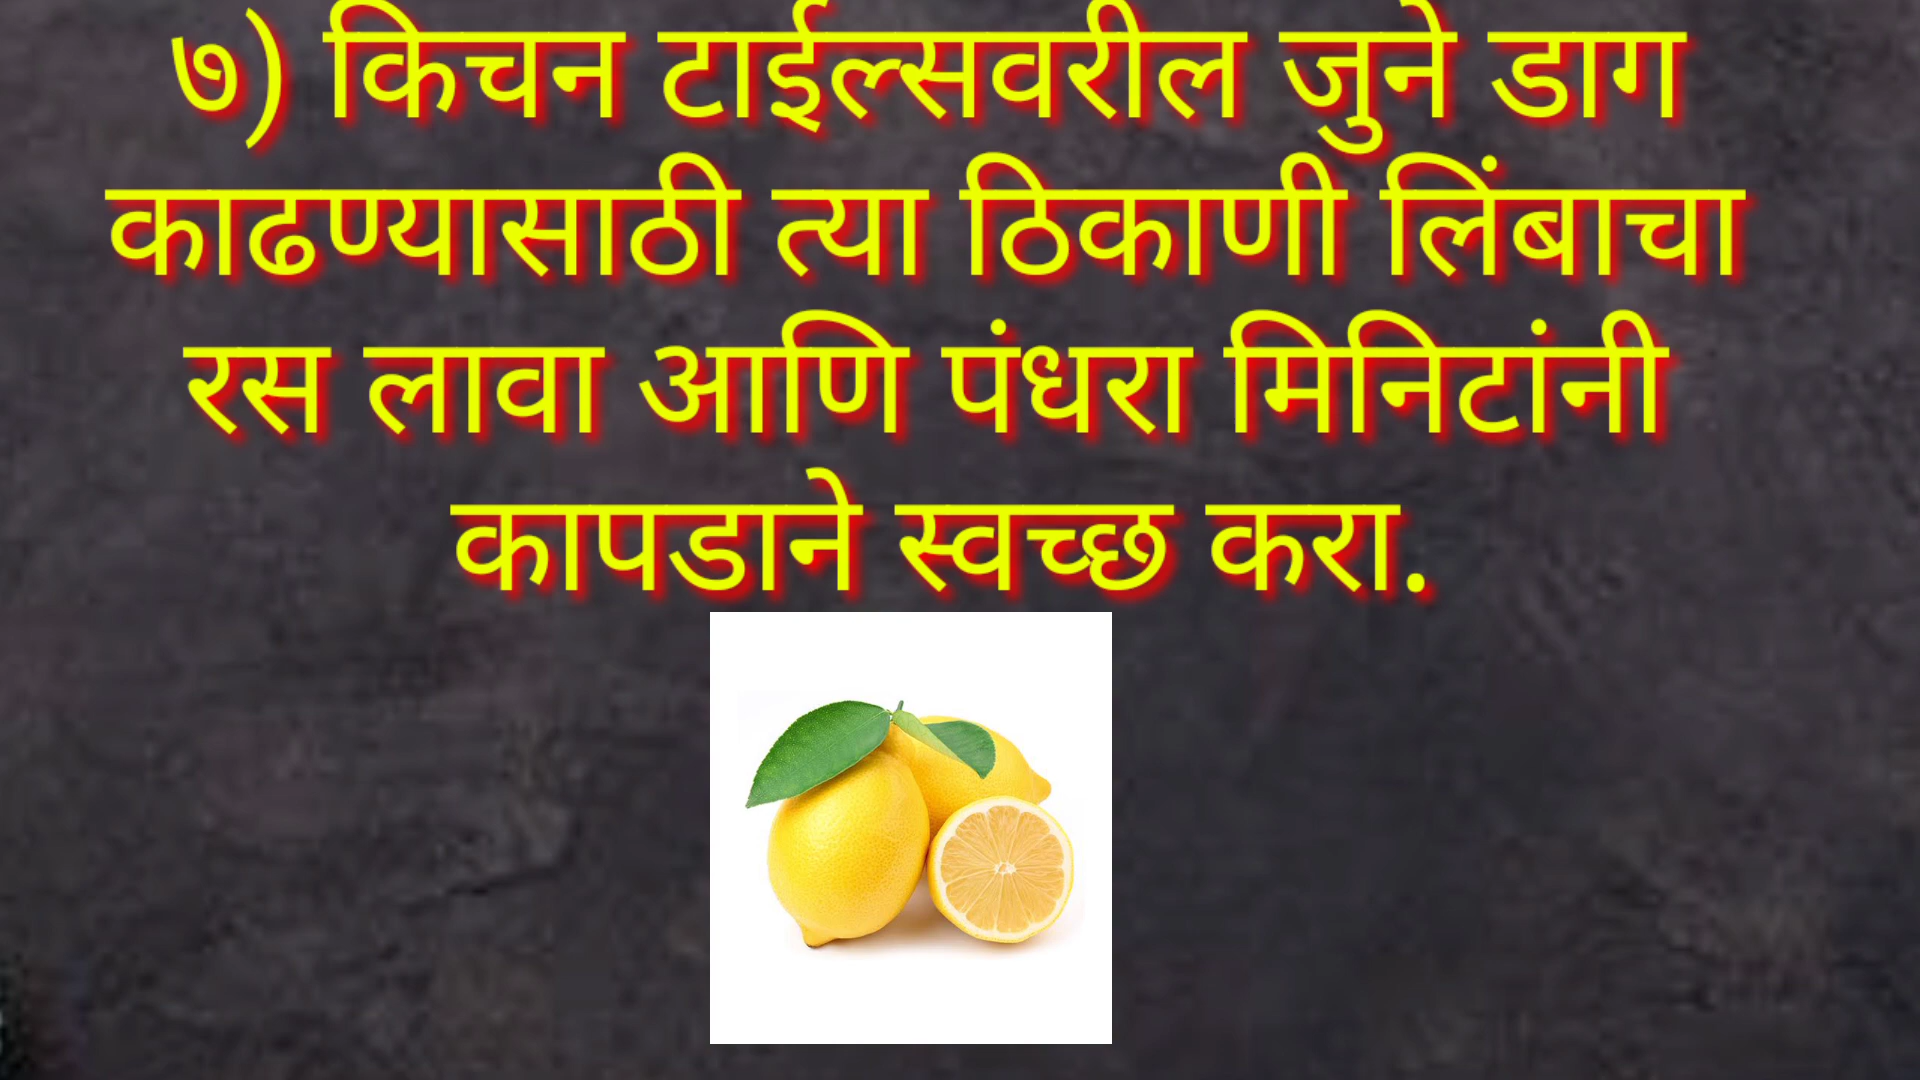 ७) किचन टाईल्सवरील जुने डाग
काढण्यासाठी त्या ठिकाणी लिंबाचा
रस लावा आणि पंधरा मिनिटांनी
कापडाने स्वच्छ करा.